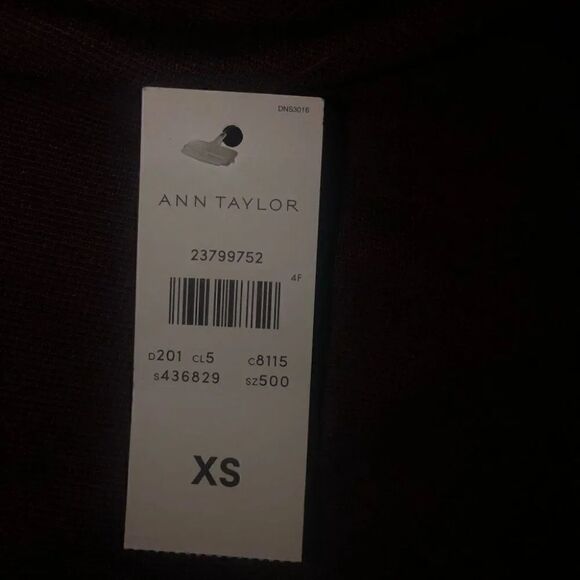 DNS3016
ANN TAYLOR
23799752
4F
D201 CL5 C8115
S436829 SZ500
XS